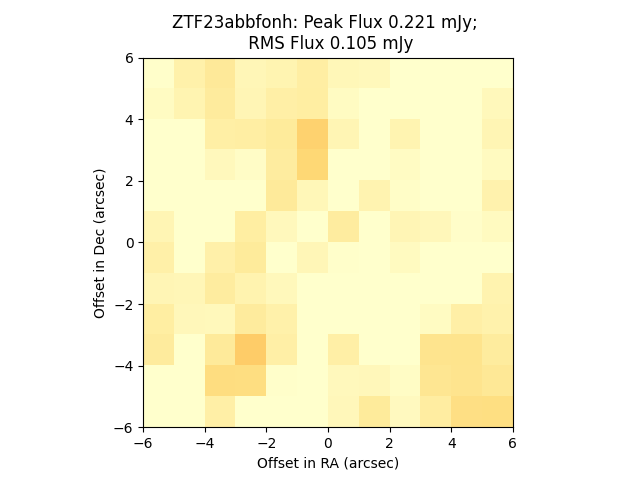 ZTF23abbfonh: Peak Flux 0.221 mJy;
RMS Flux 0.105 mJy
6
4
2
0
−2
−4
−6
Offset in Dec (arcsec)
−6 −4 −2 0 2 4 6
Offset in RA (arcsec)